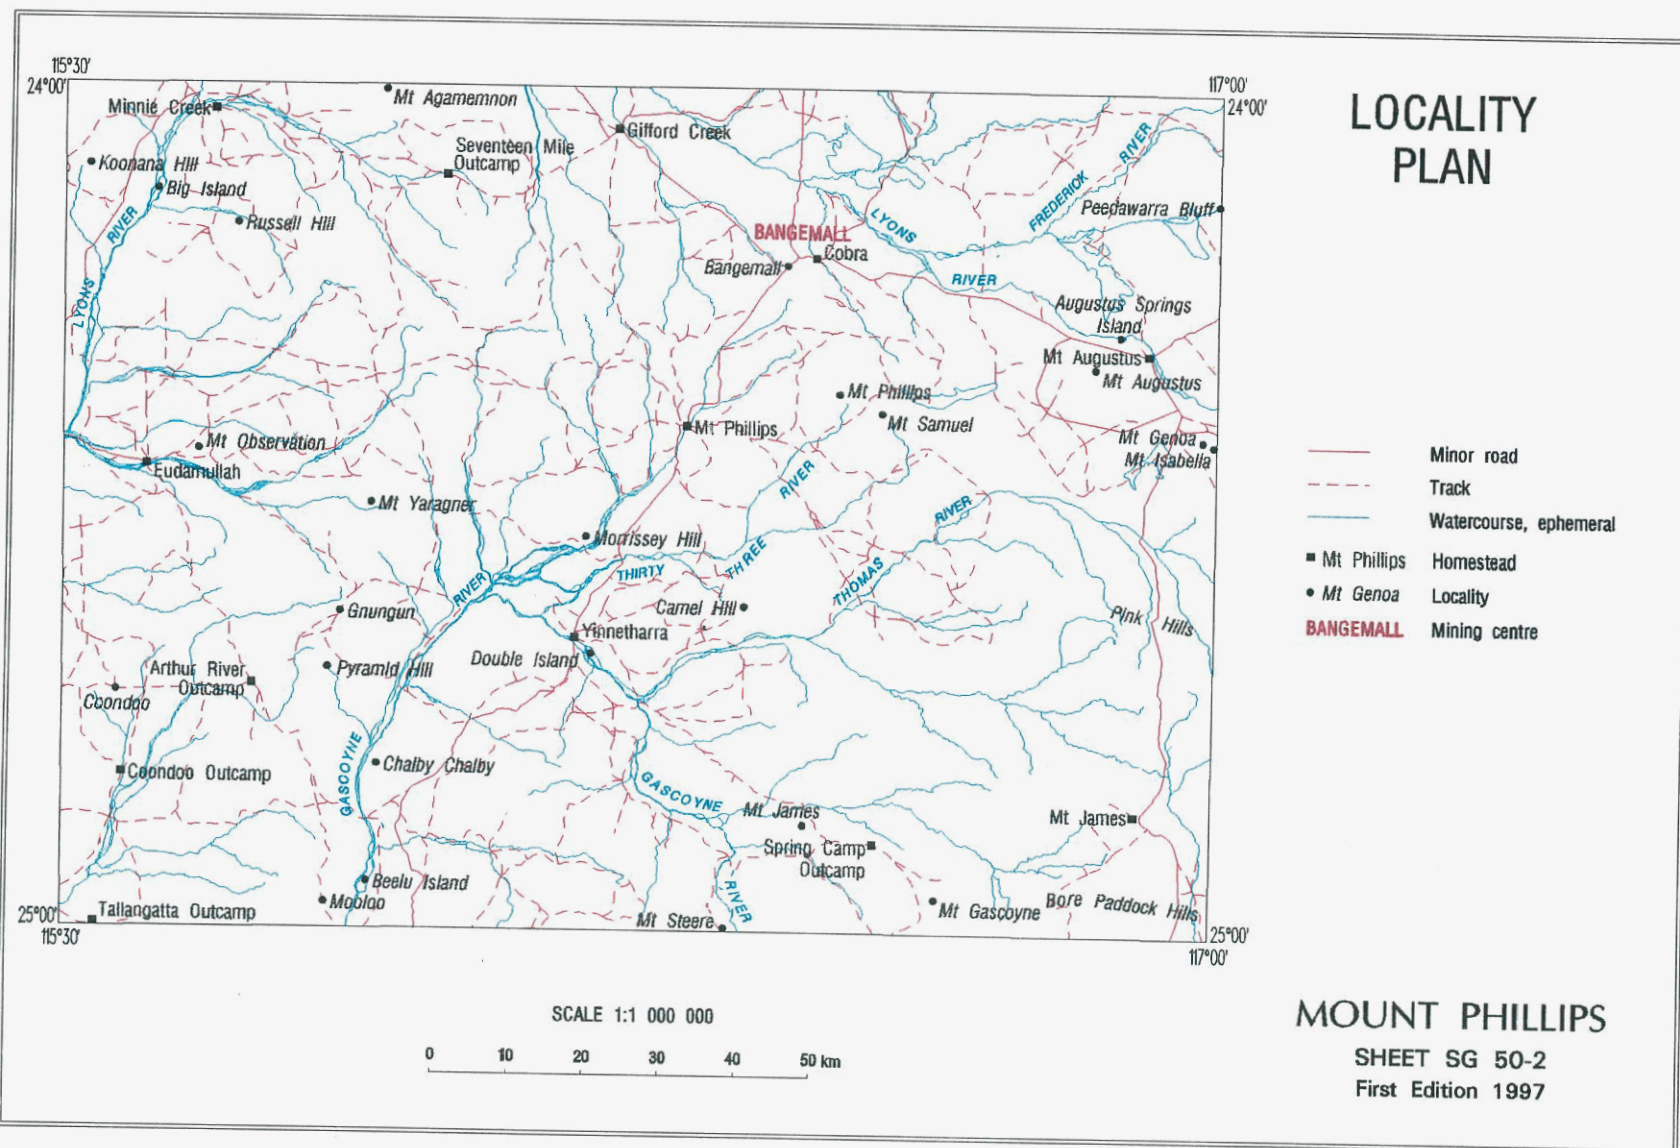 115°30'
24°00'
117°00'
24°00'
LOCALITY
PLAN
Minnie Creek
Mt Agamemnon
Gifford Creek
Seventeen Mile
Outcamp
Koonana Hill
Big Island
Russell Hill
LYONS RIVER
FREDERICK RIVER
Peedawarra Bluff
LYONS RIVER
BANGEMALL
Cobra
Bangemall
Augustus Springs
Island
Mt Augustus
Mt Augustus
Mt Phillips
Mt Samuel
Mt Phillips
Mt Genoa
Mt Isabella
Mt Observation
Eudamullah
Mt Yaragner
Morrissey Hill
THIRTY THREE RIVER
THOMAS RIVER
RIVER
Camel Hill
Gnungun
Yinnetharra
Double Island
Pink Hills
Arthur River
Outcamp
Pyramid Hill
Coondoo
Coondoo Outcamp
GASCOYNE
Chalby Chalby
GASCOYNE
RIVER
Mt James
Mt James
Spring Camp
Outcamp
Beelu Island
Mooloo
Tallangatta Outcamp
Mt Steere
Mt Gascoyne
Bore Paddock Hills
25°00'
115°30'
25°00'
117°00'
Minor road
Track
Watercourse, ephemeral
Mt Phillips Homestead
Mt Genoa Locality
BANGEMALL Mining centre
SCALE 1:1 000 000
0 10 20 30 40 50 km
MOUNT PHILLIPS
SHEET SG 50-2
First Edition 1997